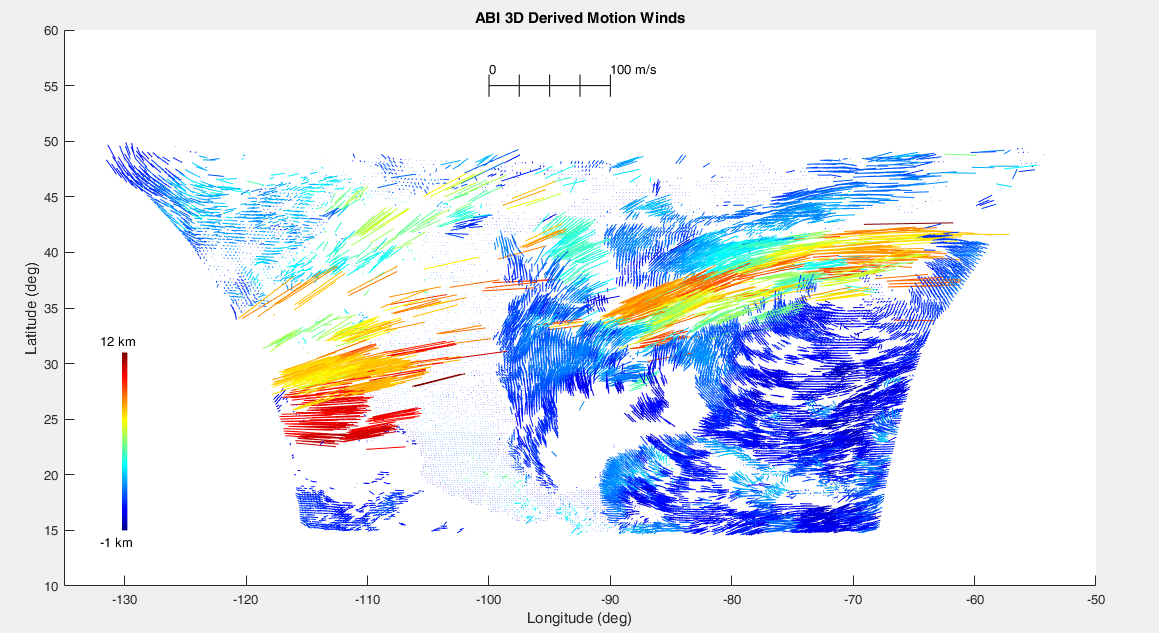 ABI 3D Derived Motion Winds
60
0 100 m/s
55
50
45
40
Latitude (deg)
35
12 km
30
25
20
15
-1 km
10
-130 -120 -110 -100 -90 -80 -70 -60 -50
Longitude (deg)